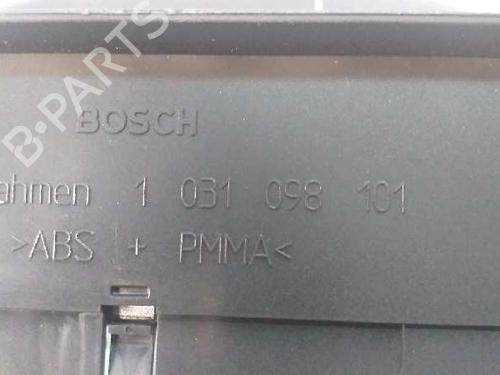 B-PARTS
BOSCH
ahmen 1 031 098 101
>ABS + PMMA<